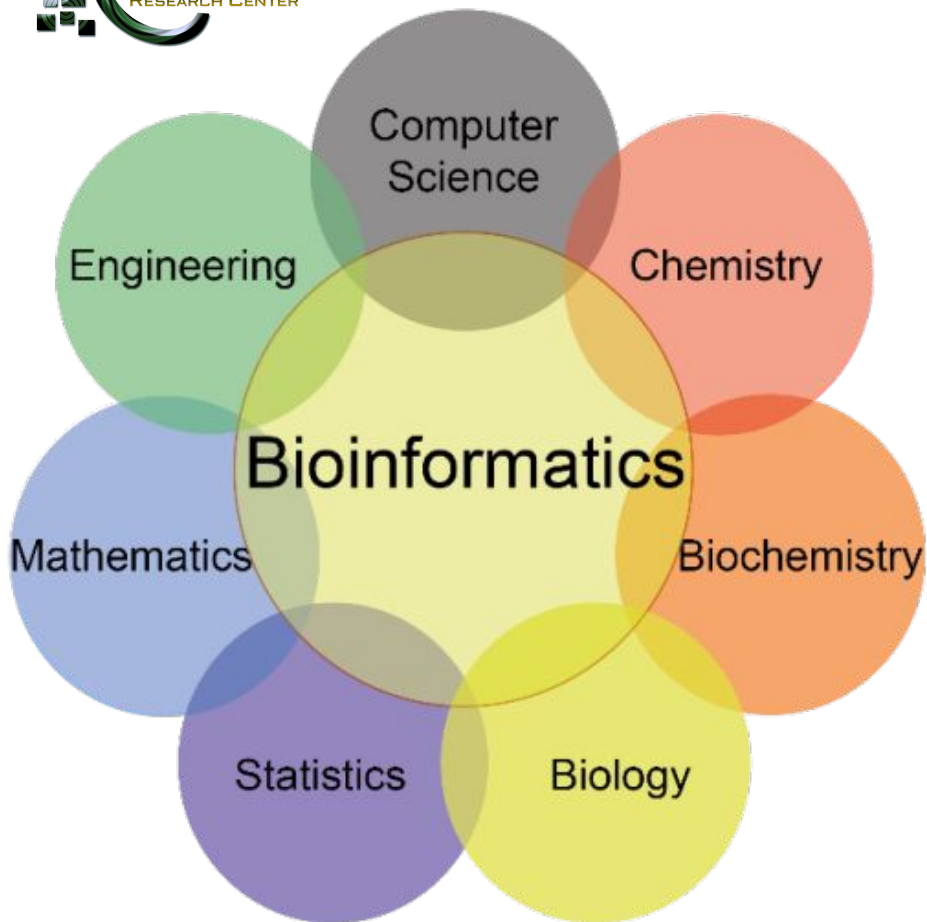 RESEARCH CENTER
Computer
Science
Engineering
Chemistry
Bioinformatics
Mathematics
Biochemistry
Statistics
Biology